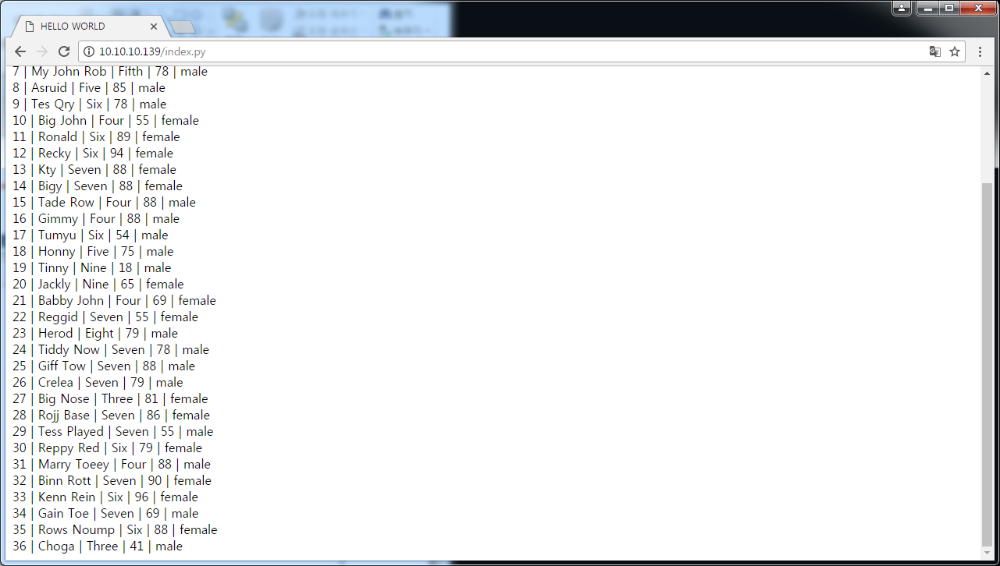 HELLO WORLD
10.10.10.139/index.py
7 | My John Rob | Fifth | 78 | male
8 | Asruid | Five | 85 | male
9 | Tes Qry | Six | 78 | male
10 | Big John | Four | 55 | female
11 | Ronald | Six | 89 | female
12 | Recky | Six | 94 | female
13 | Kty | Seven | 88 | female
14 | Bigy | Seven | 88 | female
15 | Tade Row | Four | 88 | male
16 | Gimmy | Four | 88 | male
17 | Tumyu | Six | 54 | male
18 | Honny | Five | 75 | male
19 | Tinny | Nine | 18 | male
20 | Jackly | Nine | 65 | female
21 | Babby John | Four | 69 | female
22 | Reggid | Seven | 55 | female
23 | Herod | Eight | 79 | male
24 | Tiddy Now | Seven | 78 | male
25 | Giff Tow | Seven | 88 | male
26 | Crelea | Seven | 79 | male
27 | Big Nose | Three | 81 | female
28 | Rojj Base | Seven | 86 | female
29 | Tess Played | Seven | 55 | male
30 | Reppy Red | Six | 79 | female
31 | Marry Toeey | Four | 88 | male
32 | Binn Rott | Seven | 90 | female
33 | Kenn Rein | Six | 96 | female
34 | Gain Toe | Seven | 69 | male
35 | Rows Noump | Six | 88 | female
36 | Choga | Three | 41 | male